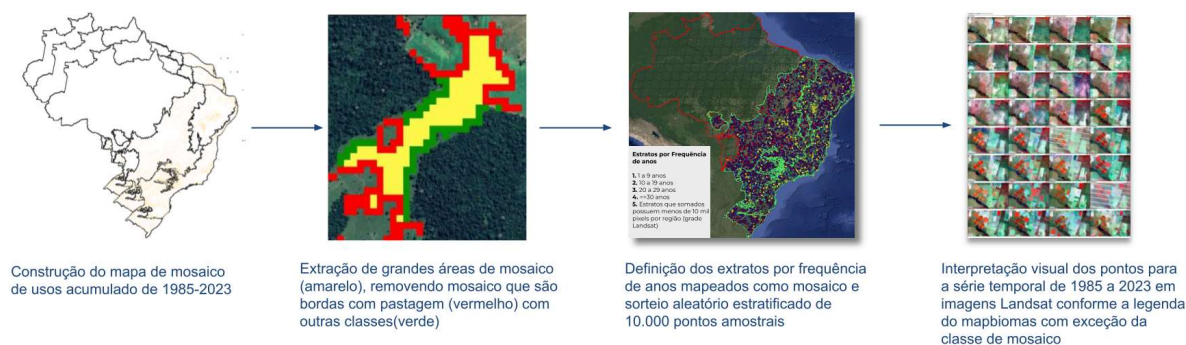 Estratos por Frequência
de anos
1. 1 a 9 anos
2. 10 a 19 anos
3. 20 a 29 anos
4. >=30 anos
5. Estratos que somados
possuem menos de 10 mil
pixels por região (grade
Landsat)
Construção do mapa de mosaico
de usos acumulado de 1985-2023
Extração de grandes áreas de mosaico
(amarelo), removendo mosaico que são
bordas com pastagem (vermelho) com
outras classes(verde)
Definição dos extratos por frequência
de anos mapeados como mosaico e
sorteio aleatório estratificado de
10.000 pontos amostrais
Interpretação visual dos pontos para
a série temporal de 1985 a 2023 em
imagens Landsat conforme a legenda
do mapbiomas com exceção da
classe de mosaico